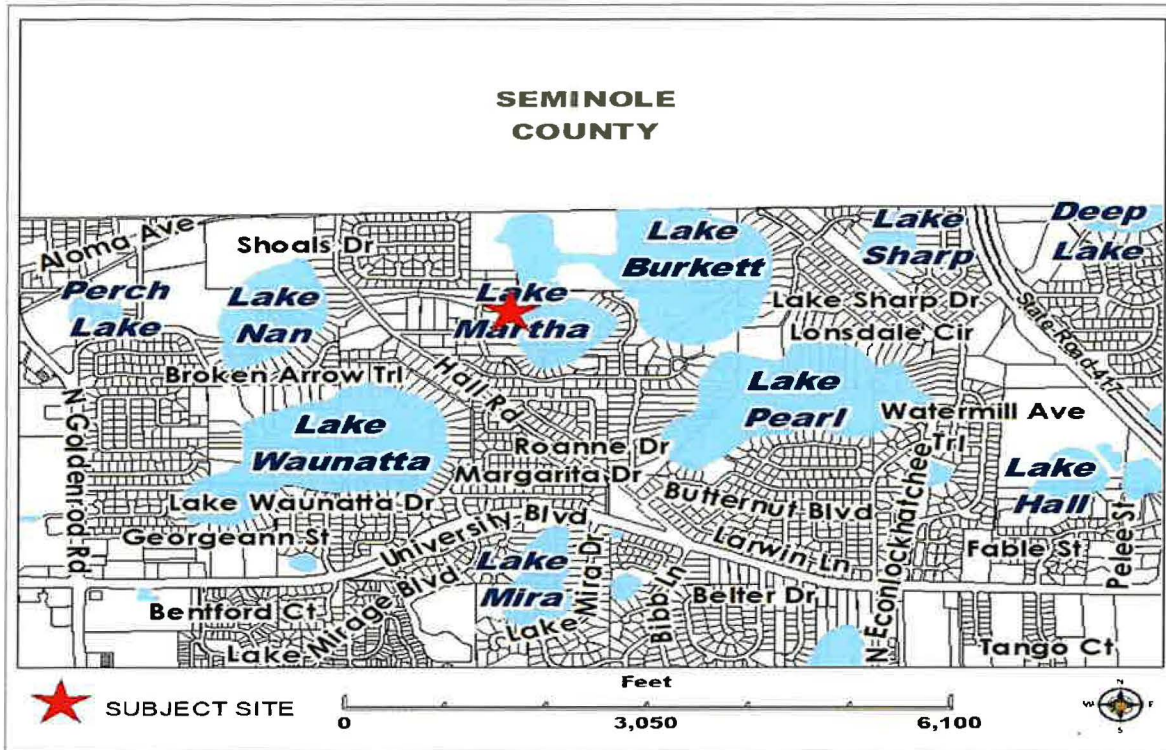 SEMINOLE
COUNTY
Aloma Ave
Shoals Dr
Perch
Lake
Lake
Nan
Lake
Martha
Lake
Burkett
Lake
Sharp
Deep
Lake
Lake Sharp Dr
Lonsdale Cir
State Road 417
Broken Arrow Trl
Hall Rd
N Goldenrod Rd
Lake
Waunatta
Lake
Pearl
Watermill Ave
Roanne Dr
Margarita Dr
Lake
Hall
Lake Waunatta Dr
Butternut Blvd
N Econlockhatchee Trl
Georgeann St
University Blvd
Larwin Ln
Fable St
Pelee St
Lake
Mira
Lake Mira Dr
Bibb Ln
Belter Dr
Bentford Ct
Lake Mirage Blvd
Tango Ct
SUBJECT SITE
Feet
0
3,050
6,100
N
W
E
S